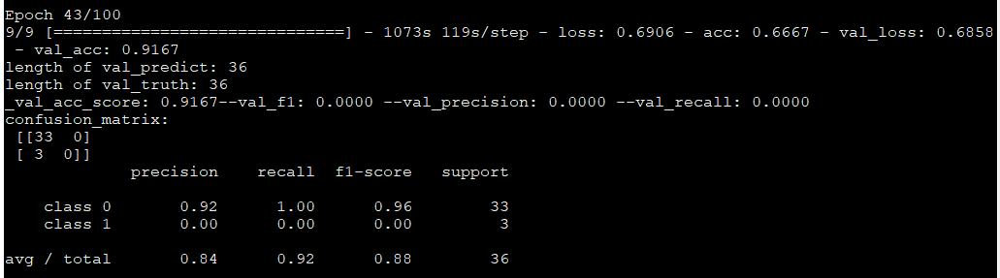 Epoch 43/100
9/9 [==============================] - 1073s 119s/step - loss: 0.6906 - acc: 0.6667 - val_loss: 0.6858
- val_acc: 0.9167
length of val_predict: 36
length of val_truth: 36
_val_acc_score: 0.9167--val_f1: 0.0000 --val_precision: 0.0000 --val_recall: 0.0000
confusion_matrix:
[[33  0]
[ 3  0]]
precision    recall  f1-score   support
class 0       0.92      1.00      0.96        33
class 1       0.00      0.00      0.00         3
avg / total       0.84      0.92      0.88        36